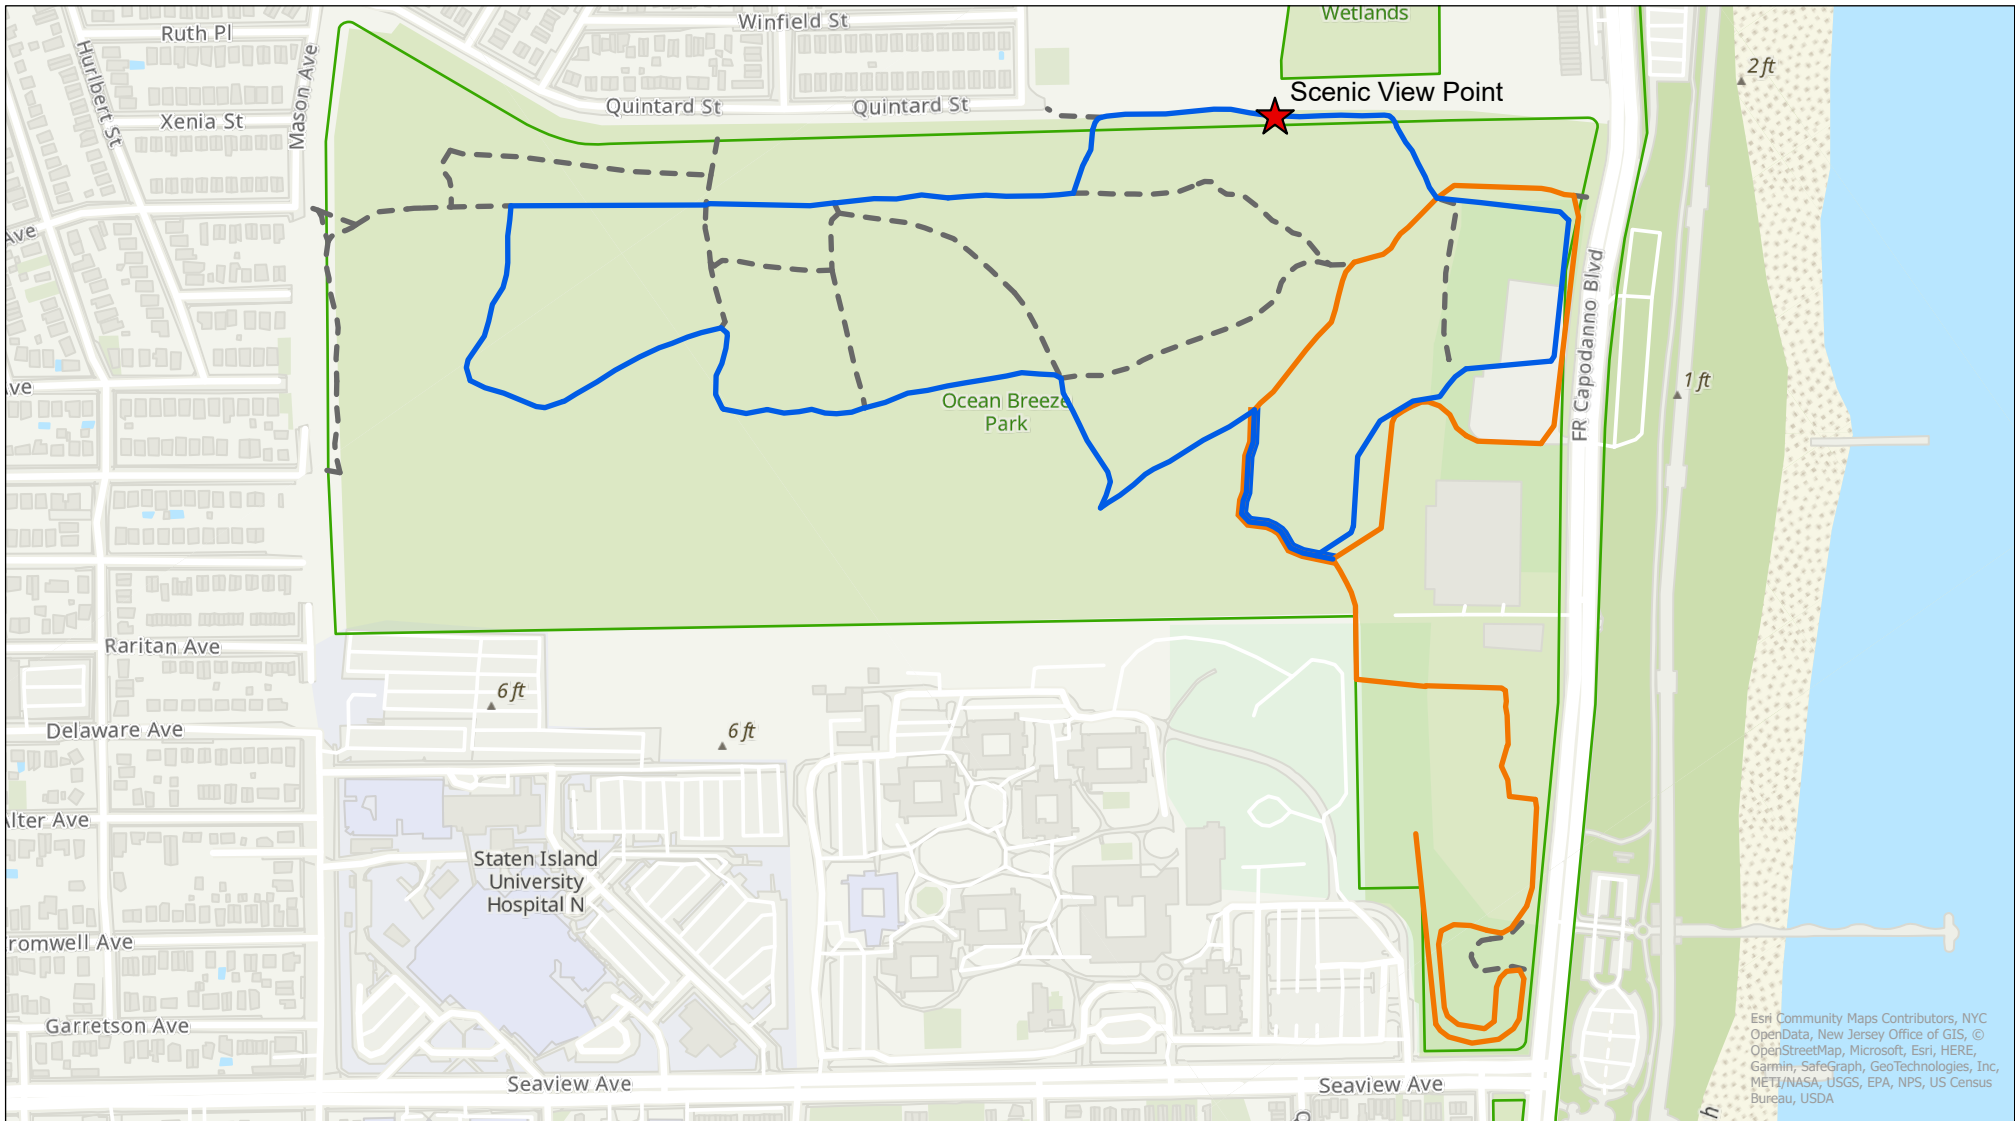 Wetlands
Winfield St
Ruth Pl
Hurlbert St
Mason Ave
2 ft
Scenic View Point
Quintard St
Quintard St
Xenia St
Ave
FR Capodanno Blvd
Ave
1 ft
Ocean Breeze
Park
Raritan Ave
6 ft
Delaware Ave
6 ft
Alter Ave
Staten Island
University
Hospital N
romwell Ave
Garretson Ave
Esri Community Maps Contributors, NYC
OpenData, New Jersey Office of GIS, ©
OpenStreetMap, Microsoft, Esri, HERE,
Garmin, SafeGraph, GeoTechnologies, Inc,
METI/NASA, USGS, EPA, NPS, US Census
Bureau, USDA
Seaview Ave
Seaview Ave
h